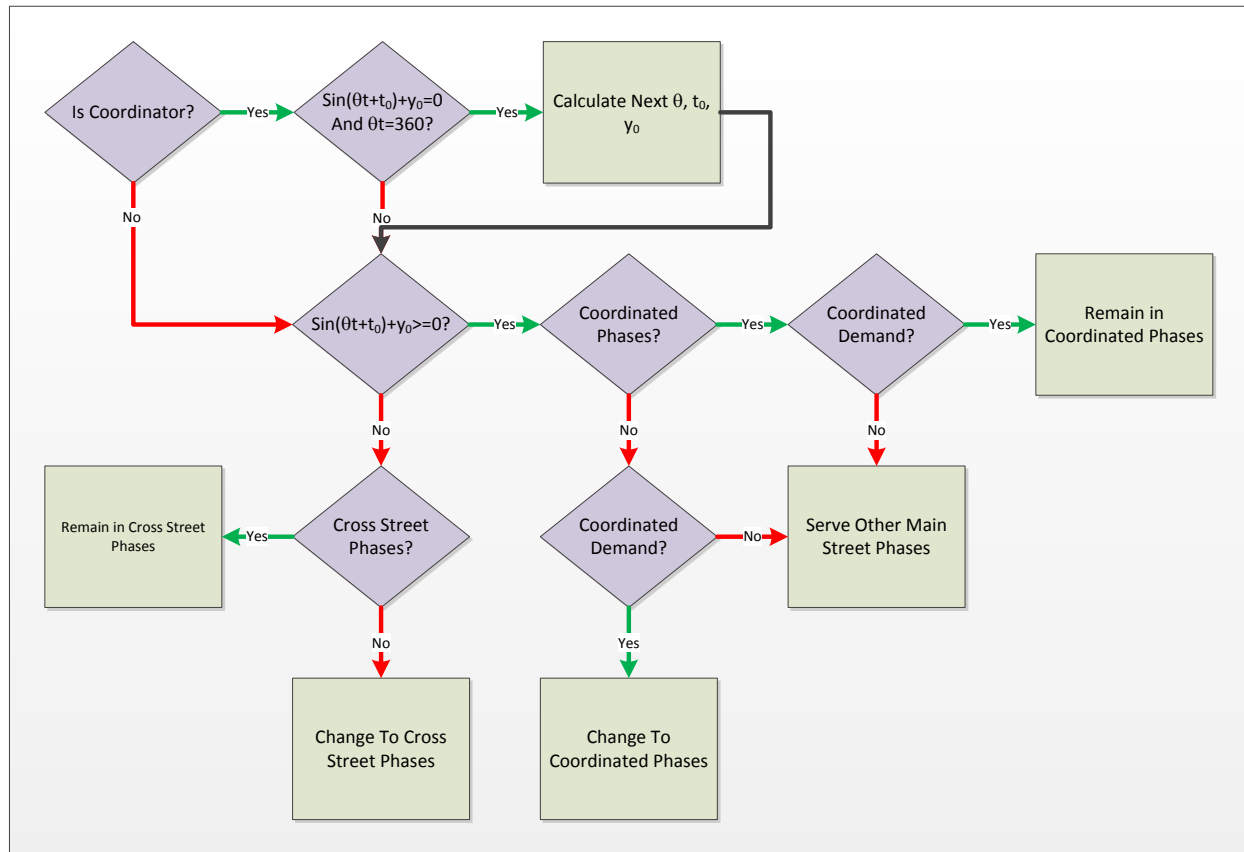 Is Coordinator?
Yes
Sin(θt+t₀)+y₀=0
And θt=360?
Yes
Calculate Next θ, t₀,
y₀
No
No
Sin(θt+t₀)+y₀>=0?
Yes
Coordinated
Phases?
Yes
Coordinated
Demand?
Yes
Remain in
Coordinated Phases
No
No
No
Remain in Cross Street
Phases
Yes
Cross Street
Phases?
Coordinated
Demand?
No
Serve Other Main
Street Phases
No
Yes
Change To Cross
Street Phases
Change To
Coordinated Phases